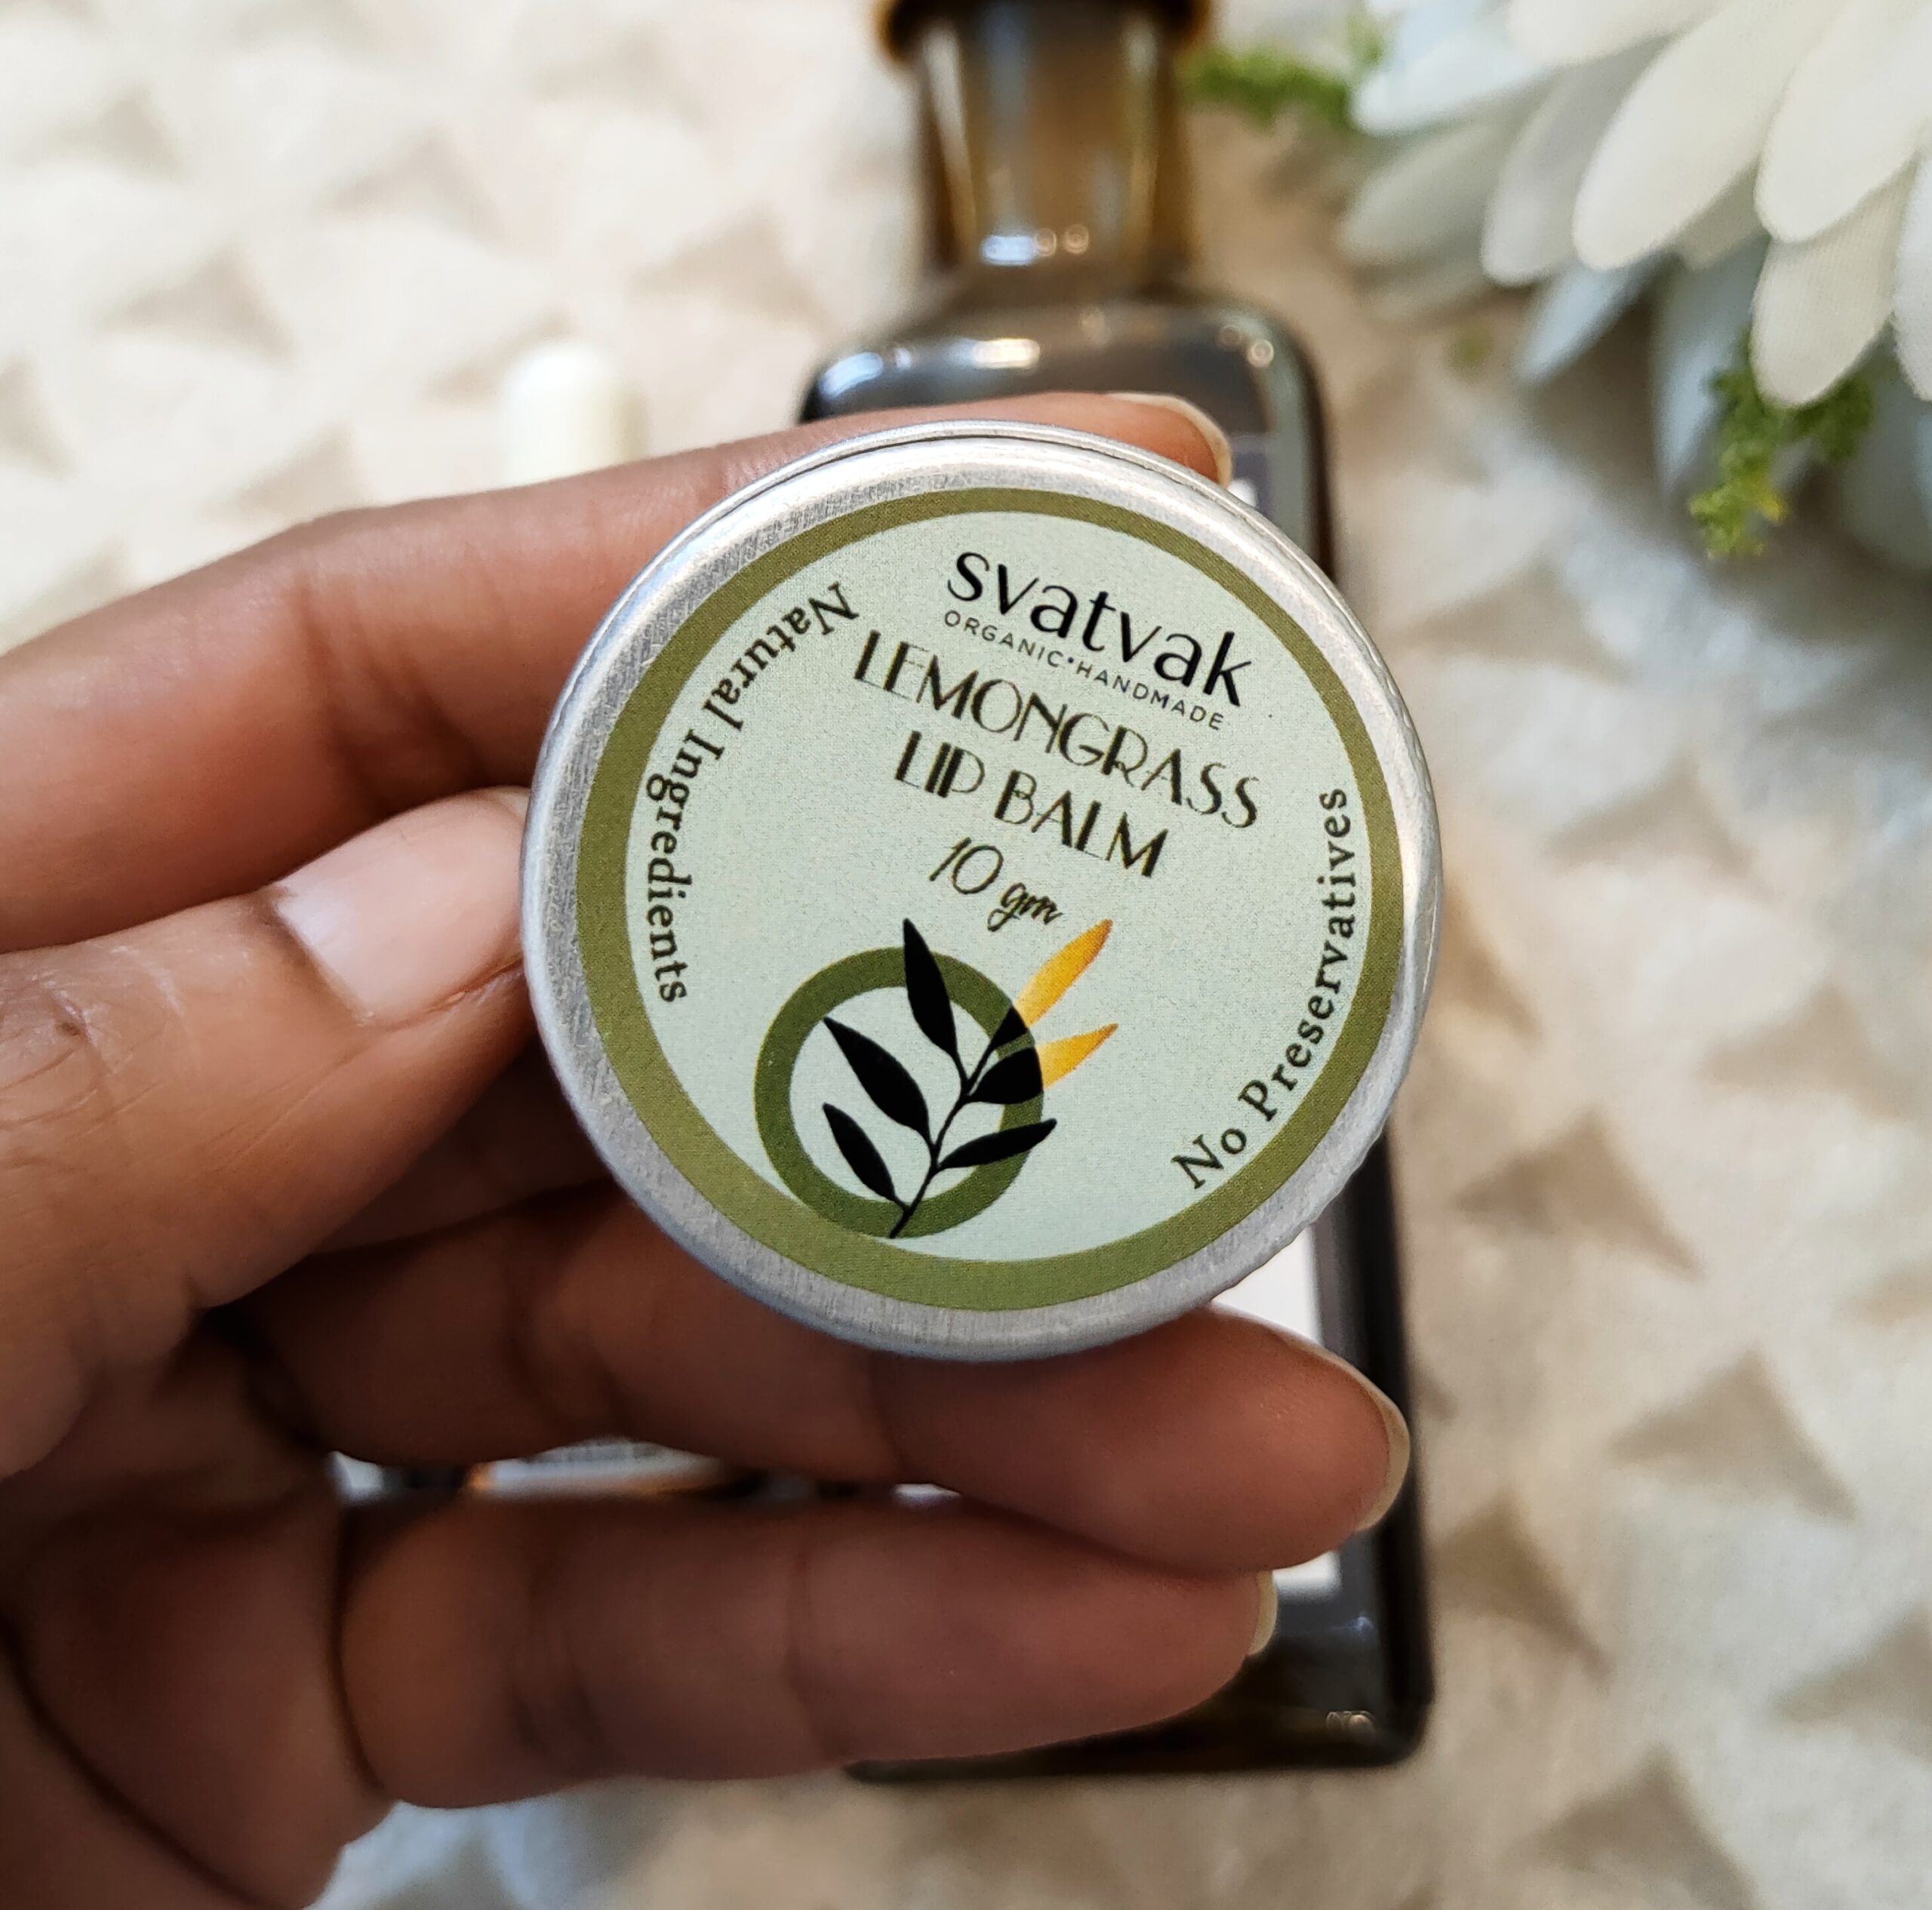 svatvak
ORGANIC•HANDMADE
LEMONGRASS
LIP BALM
10 gm
Natural Ingredients
No Preservatives